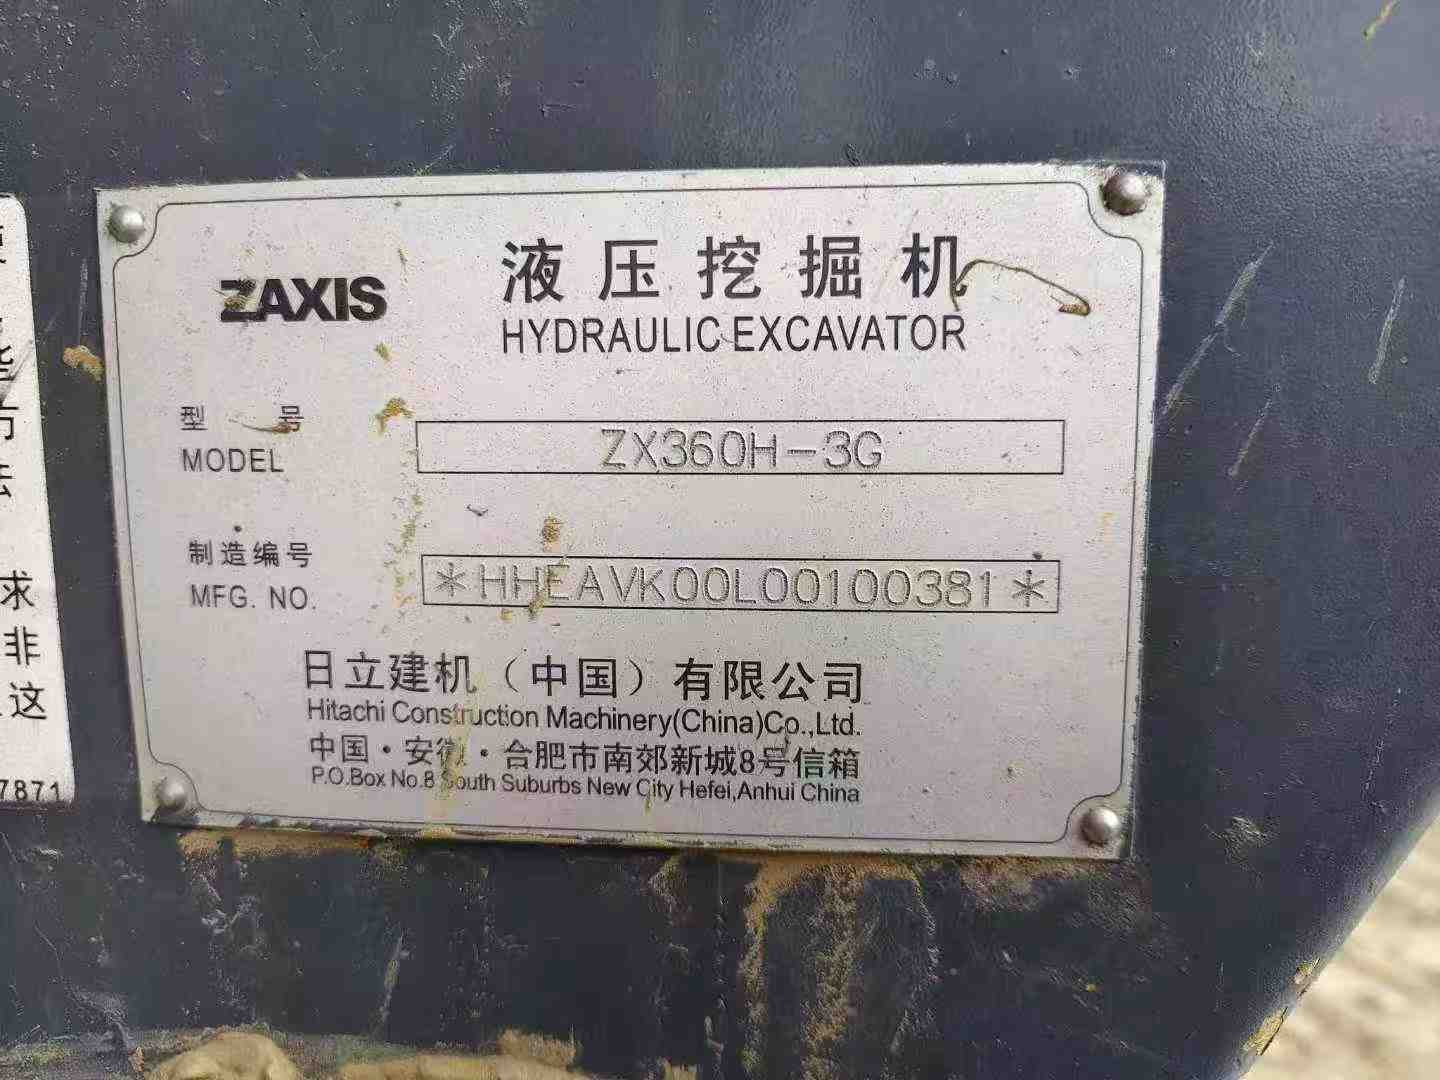 ZAXIS
液压挖掘机
HYDRAULIC EXCAVATOR
型 号
MODEL
ZX360H-3G
制造编号
MFG. NO.
*HHEAVK00L00100381*
日立建机（中国）有限公司
Hitachi Construction Machinery(China)Co.,Ltd.
中国·安徽·合肥市南郊新城8号信箱
P.O.Box No.8 South Suburbs New City Hefei,Anhui China
方
法
求
非
这
7871